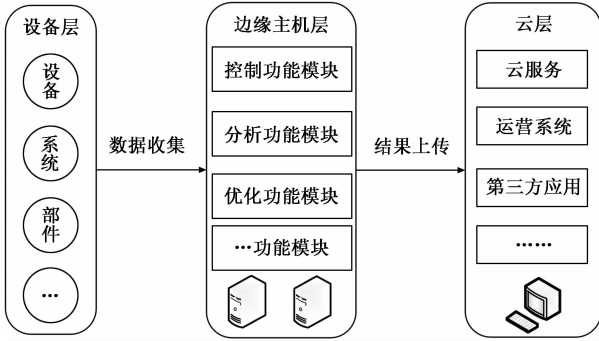 设备层
设备
系统
部件
…
数据收集
边缘主机层
控制功能模块
分析功能模块
优化功能模块
…功能模块
结果上传
云层
云服务
运营系统
第三方应用
……